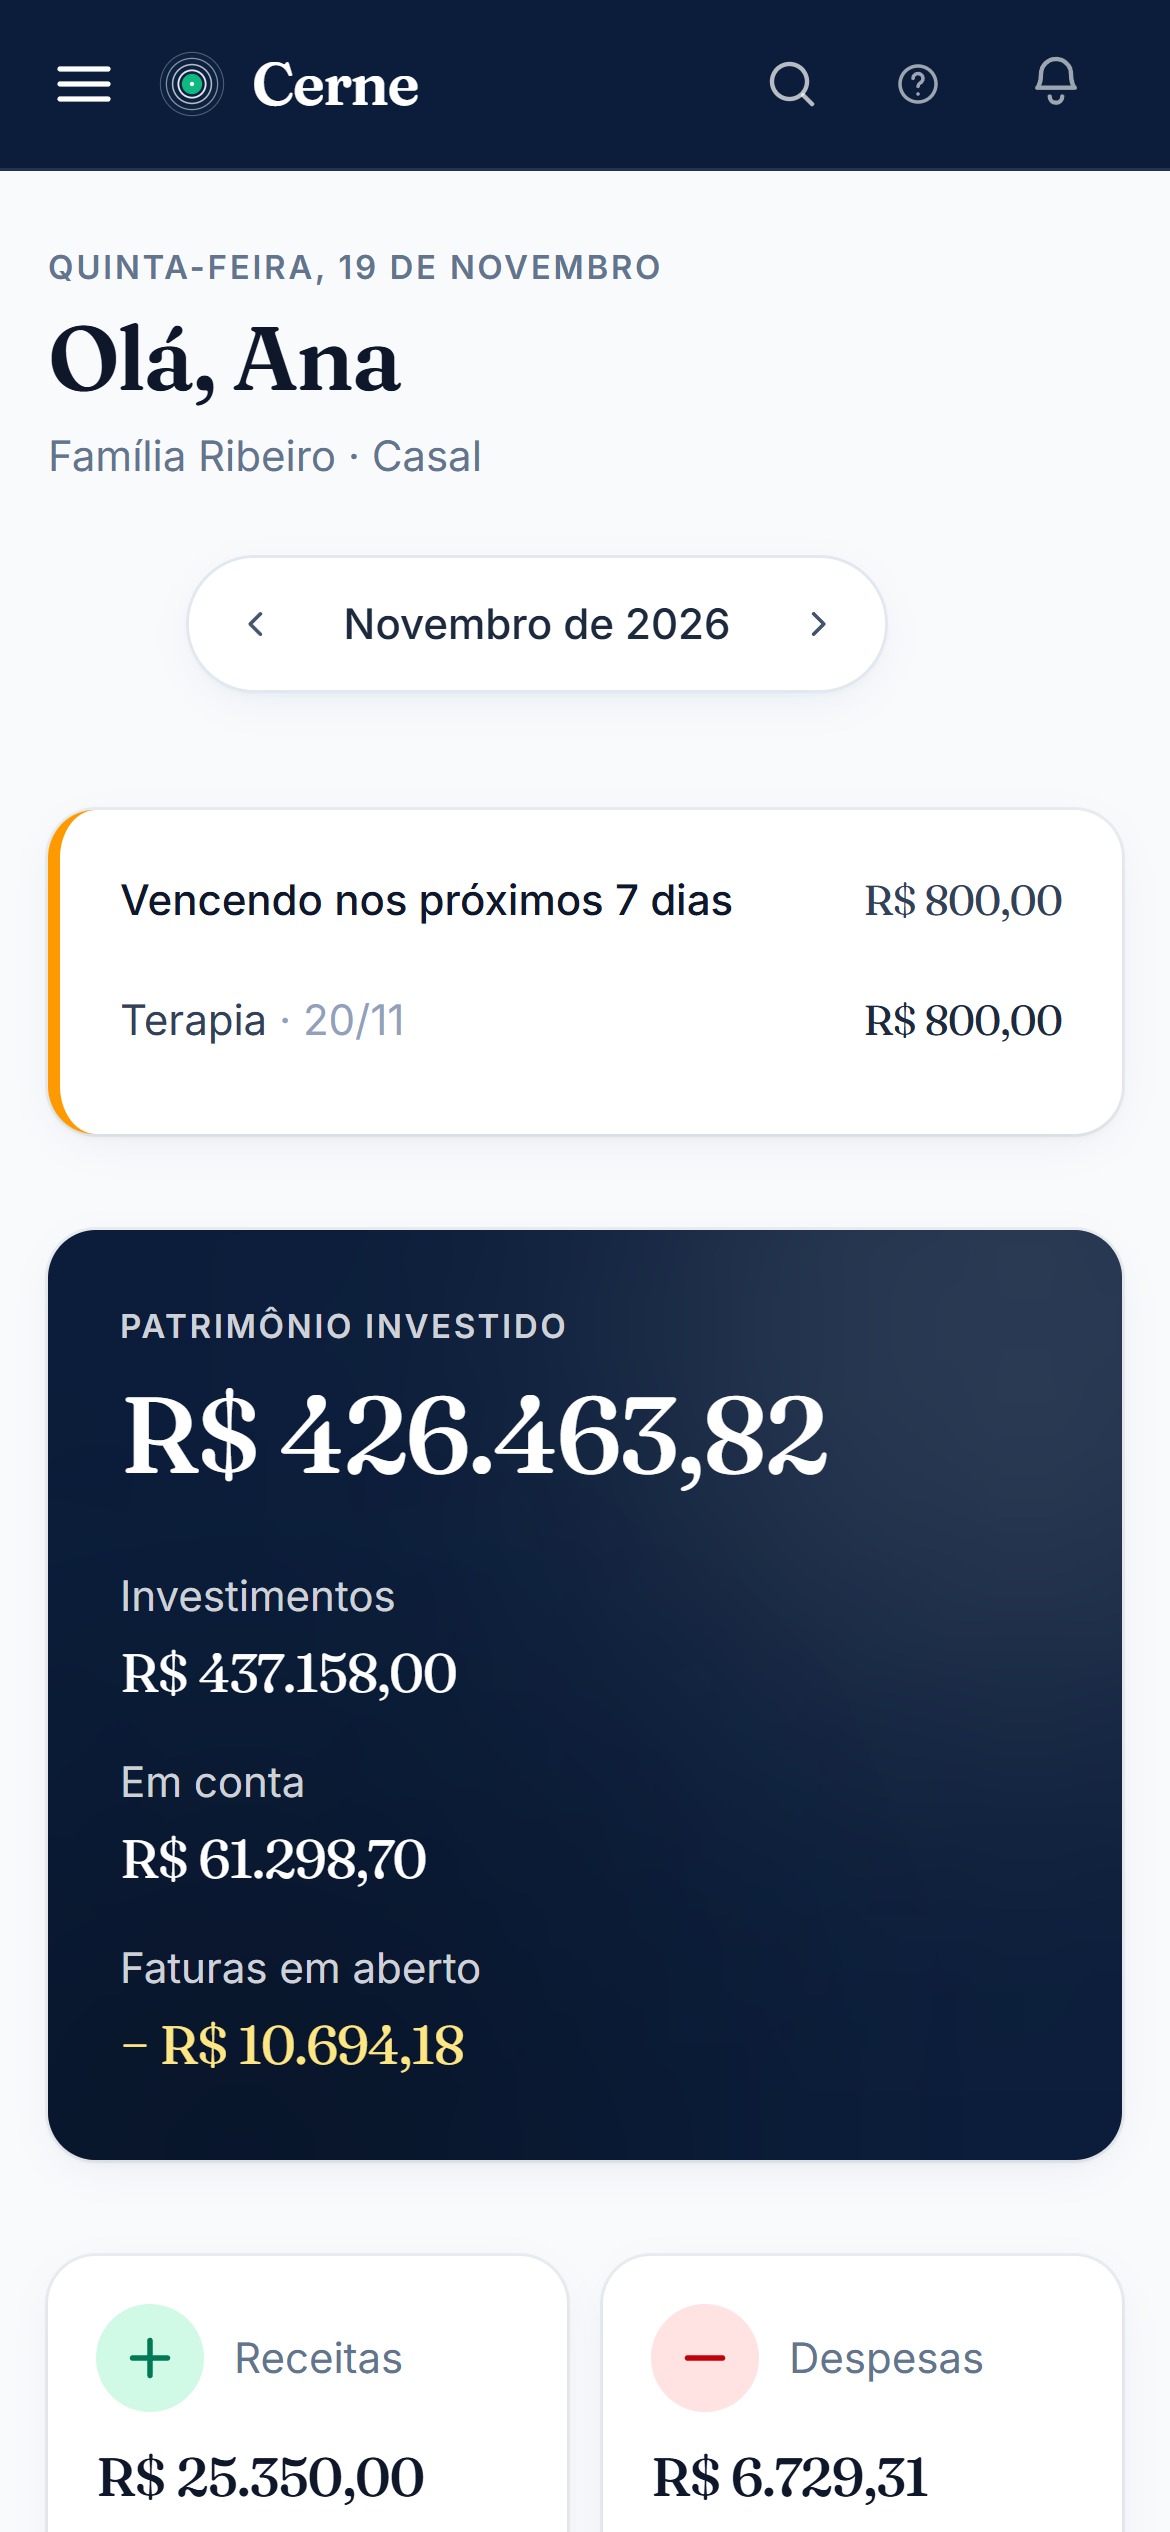 Cerne
QUINTA-FEIRA, 19 DE NOVEMBRO
Olá, Ana
Família Ribeiro · Casal
Novembro de 2026
Vencendo nos próximos 7 dias R$ 800,00
Terapia · 20/11 R$ 800,00
PATRIMÔNIO INVESTIDO
R$ 426.463,82
Investimentos
R$ 437.158,00
Em conta
R$ 61.298,70
Faturas em aberto
− R$ 10.694,18
Receitas Despesas
R$ 25.350,00 R$ 6.729,31